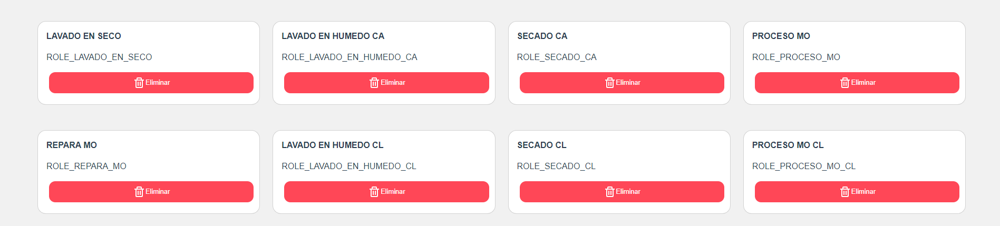 LAVADO EN SECO
ROLE_LAVADO_EN_SECO
Eliminar
LAVADO EN HUMEDO CA
ROLE_LAVADO_EN_HUMEDO_CA
Eliminar
SECADO CA
ROLE_SECADO_CA
Eliminar
PROCESO MO
ROLE_PROCESO_MO
Eliminar
REPARA MO
ROLE_REPARA_MO
Eliminar
LAVADO EN HUMEDO CL
ROLE_LAVADO_EN_HUMEDO_CL
Eliminar
SECADO CL
ROLE_SECADO_CL
Eliminar
PROCESO MO CL
ROLE_PROCESO_MO_CL
Eliminar